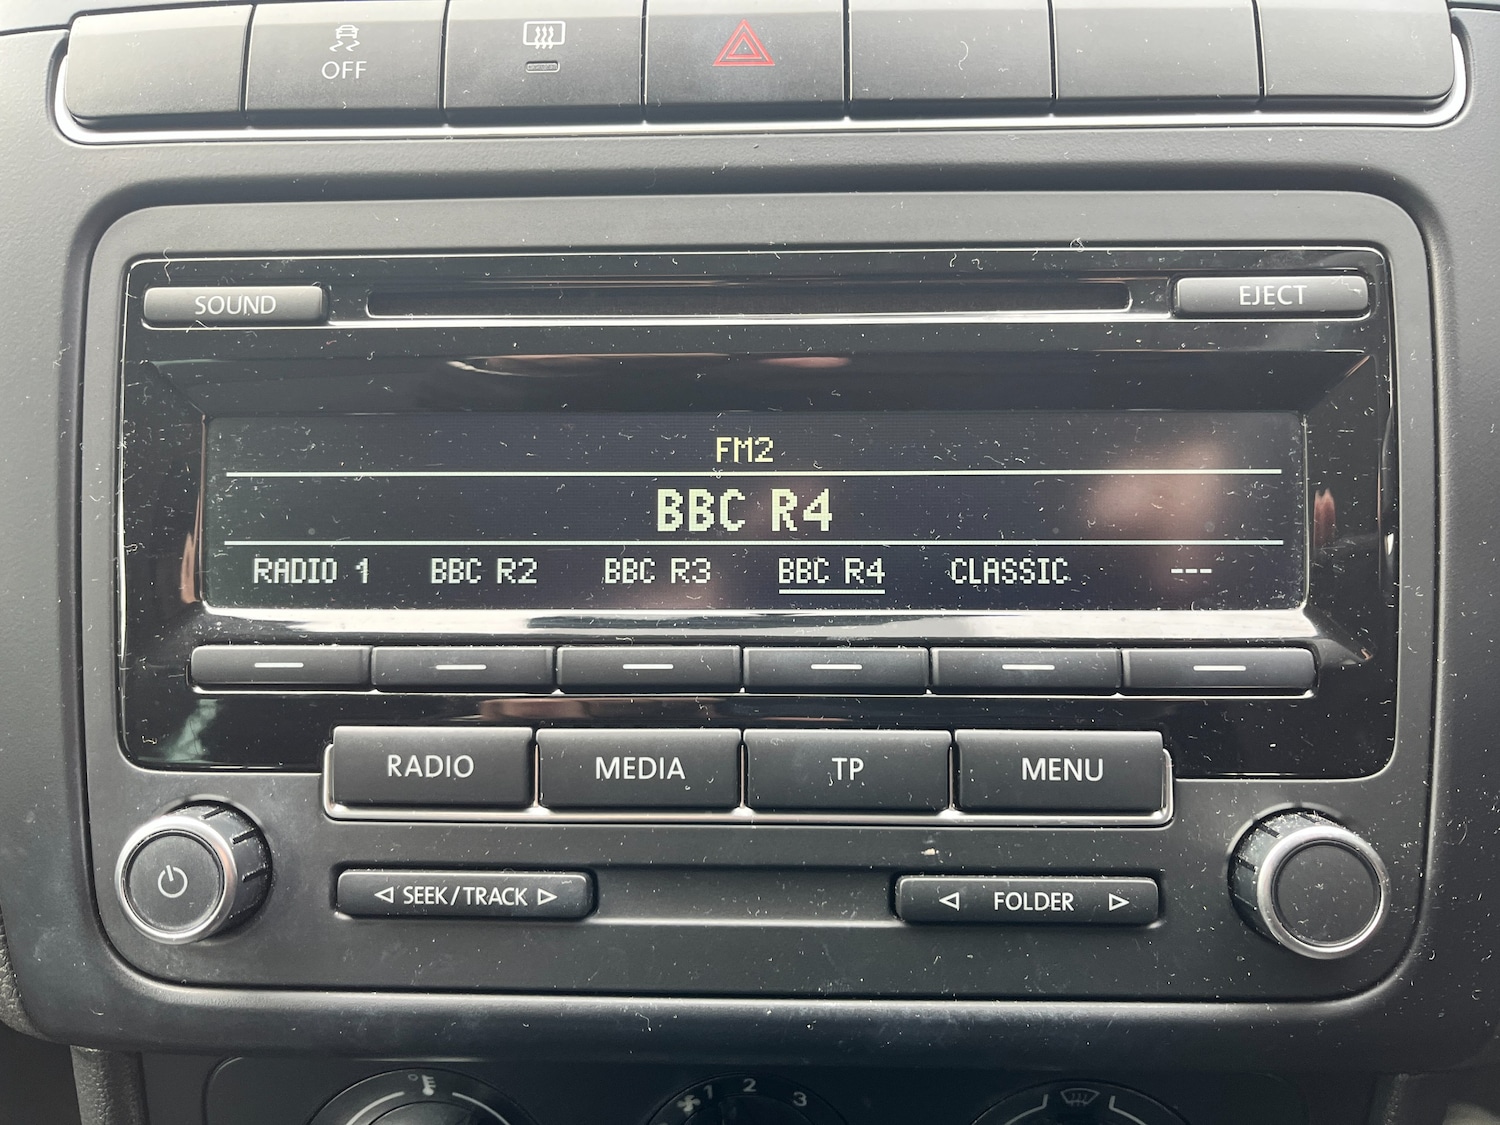 OFF
SOUND EJECT
FM2
BBC R4
RADIO 1 BBC R2 BBC R3 BBC R4 CLASSIC ---
RADIO MEDIA TP MENU
SEEK/TRACK FOLDER
1 2 3